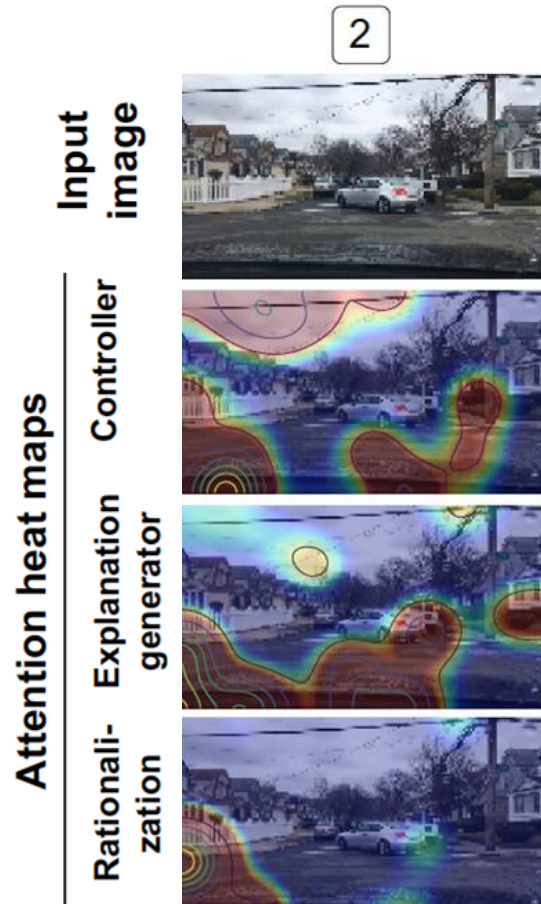 2
Input
image
Attention heat maps
Controller
Explanation
generator
Rationali-
zation